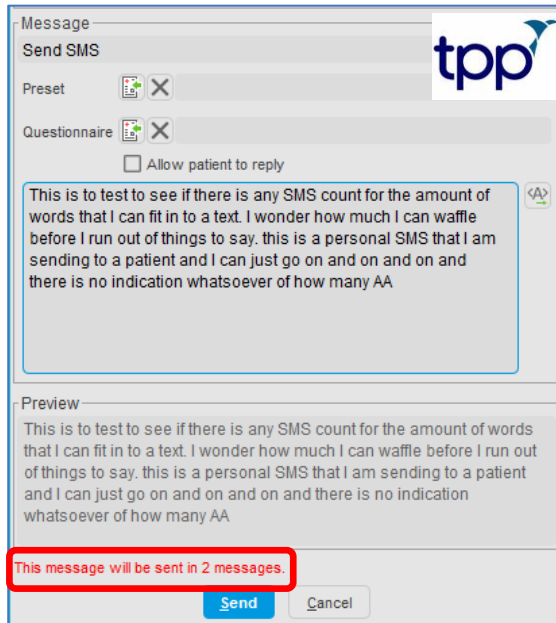 Message
tpp
Send SMS
Preset
Questionnaire
Allow patient to reply
This is to test to see if there is any SMS count for the amount of
words that I can fit in to a text. I wonder how much I can waffle
before I run out of things to say. this is a personal SMS that I am
sending to a patient and I can just go on and on and on and
there is no indication whatsoever of how many AA
<A>
Preview
This is to test to see if there is any SMS count for the amount of words
that I can fit in to a text. I wonder how much I can waffle before I run out
of things to say. this is a personal SMS that I am sending to a patient
and I can just go on and on and on and there is no indication
whatsoever of how many AA
This message will be sent in 2 messages.
Send
Cancel